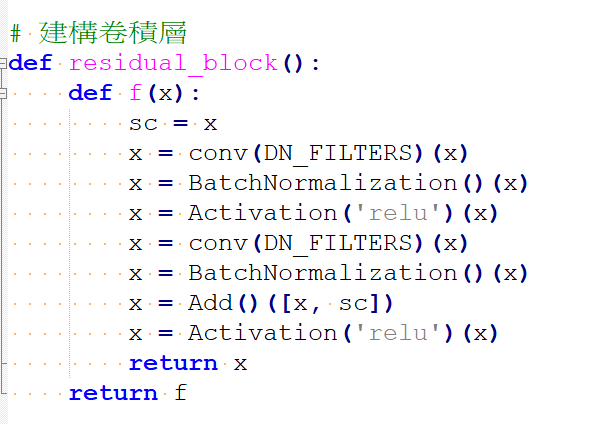 # 建構卷積層
def residual_block():
    def f(x):
        sc = x
        x = conv(DN_FILTERS)(x)
        x = BatchNormalization()(x)
        x = Activation('relu')(x)
        x = conv(DN_FILTERS)(x)
        x = BatchNormalization()(x)
        x = Add()([x, sc])
        x = Activation('relu')(x)
        return x
    return f